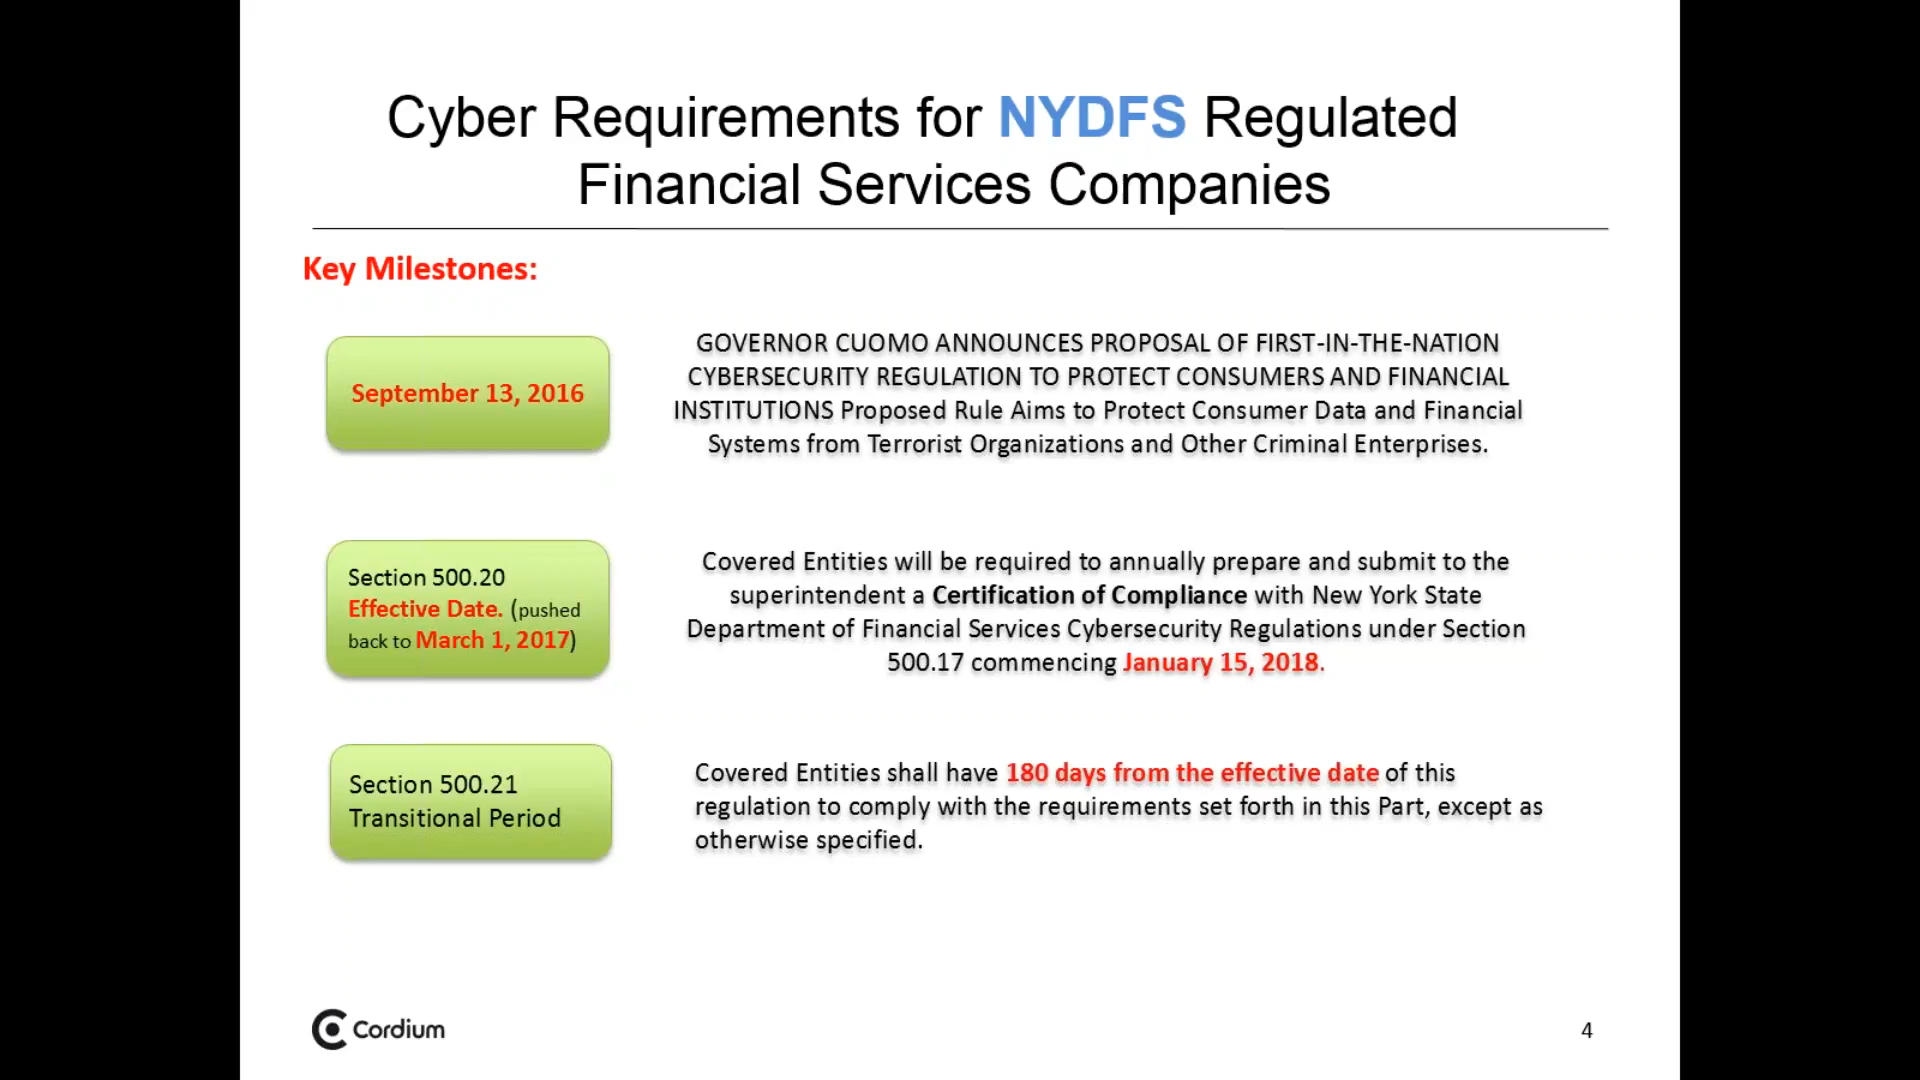 Cyber Requirements for NYDFS Regulated
Financial Services Companies
Key Milestones:
September 13, 2016
GOVERNOR CUOMO ANNOUNCES PROPOSAL OF FIRST-IN-THE-NATION
CYBERSECURITY REGULATION TO PROTECT CONSUMERS AND FINANCIAL
INSTITUTIONS Proposed Rule Aims to Protect Consumer Data and Financial
Systems from Terrorist Organizations and Other Criminal Enterprises.
Section 500.20
Effective Date. (pushed
back to March 1, 2017)
Covered Entities will be required to annually prepare and submit to the
superintendent a Certification of Compliance with New York State
Department of Financial Services Cybersecurity Regulations under Section
500.17 commencing January 15, 2018.
Section 500.21
Transitional Period
Covered Entities shall have 180 days from the effective date of this
regulation to comply with the requirements set forth in this Part, except as
otherwise specified.
Cordium
4